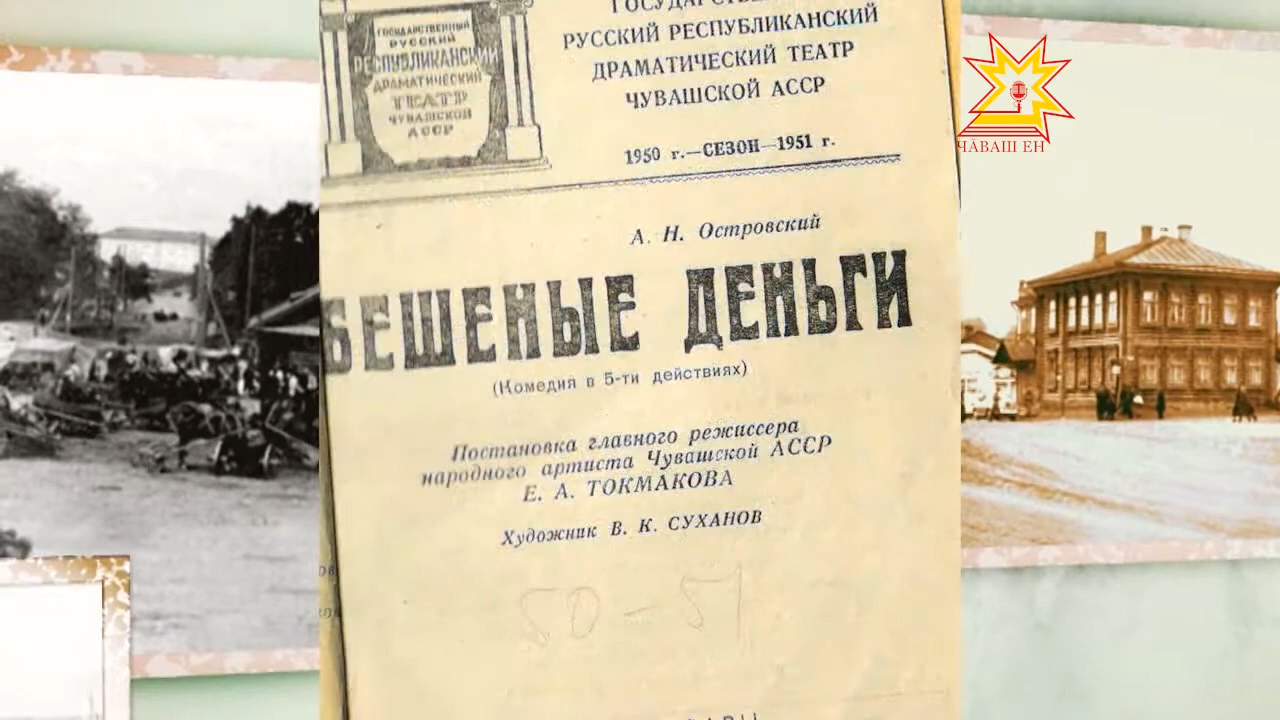 ГОСУДАРСТВЕННЫЙ
РУССКИЙ
РЕСПУБЛИКАНСКИЙ
ДРАМАТИЧЕСКИЙ
ТЕАТР
ЧУВАШСКОЙ
АССР
РУССКИЙ РЕСПУБЛИКАНСКИЙ
ДРАМАТИЧЕСКИЙ ТЕАТР
ЧУВАШСКОЙ АССР
1950 г.—СЕЗОН—1951 г.
А. Н. Островский
БЕШЕНЫЕ ДЕНЬГИ
(Комедия в 5-ти действиях)
Постановка главного режиссера
народного артиста Чувашской АССР
Е. А. ТОКМАКОВА
Художник В. К. СУХАНОВ
50 - 51
ЧӐВАШ ЕН